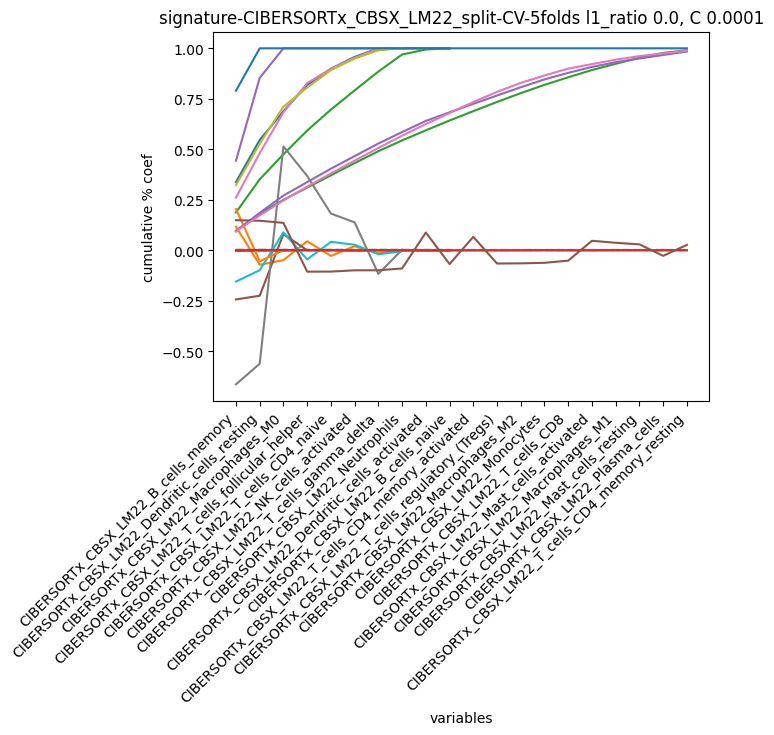 signature-CIBERSORTx_CBSX_LM22_split-CV-5folds l1_ratio 0.0, C 0.0001
cumulative % coef
1.00
0.75
0.50
0.25
0.00
−0.25
−0.50
CIBERSORTx_CBSX_LM22_B_cells_memory
CIBERSORTx_CBSX_LM22_Dendritic_cells_resting
CIBERSORTx_CBSX_LM22_Macrophages_M0
CIBERSORTx_CBSX_LM22_T_cells_follicular_helper
CIBERSORTx_CBSX_LM22_T_cells_CD4_naive
CIBERSORTx_CBSX_LM22_NK_cells_activated
CIBERSORTx_CBSX_LM22_T_cells_gamma_delta
CIBERSORTx_CBSX_LM22_Neutrophils
CIBERSORTx_CBSX_LM22_Dendritic_cells_activated
CIBERSORTx_CBSX_LM22_B_cells_naive
CIBERSORTx_CBSX_LM22_T_cells_CD4_memory_activated
CIBERSORTx_CBSX_LM22_T_cells_regulatory_(Tregs)
CIBERSORTx_CBSX_LM22_Macrophages_M2
CIBERSORTx_CBSX_LM22_Monocytes
CIBERSORTx_CBSX_LM22_T_cells_CD8
CIBERSORTx_CBSX_LM22_Mast_cells_activated
CIBERSORTx_CBSX_LM22_Macrophages_M1
CIBERSORTx_CBSX_LM22_Mast_cells_resting
CIBERSORTx_CBSX_LM22_Plasma_cells
CIBERSORTx_CBSX_LM22_T_cells_CD4_memory_resting
variables